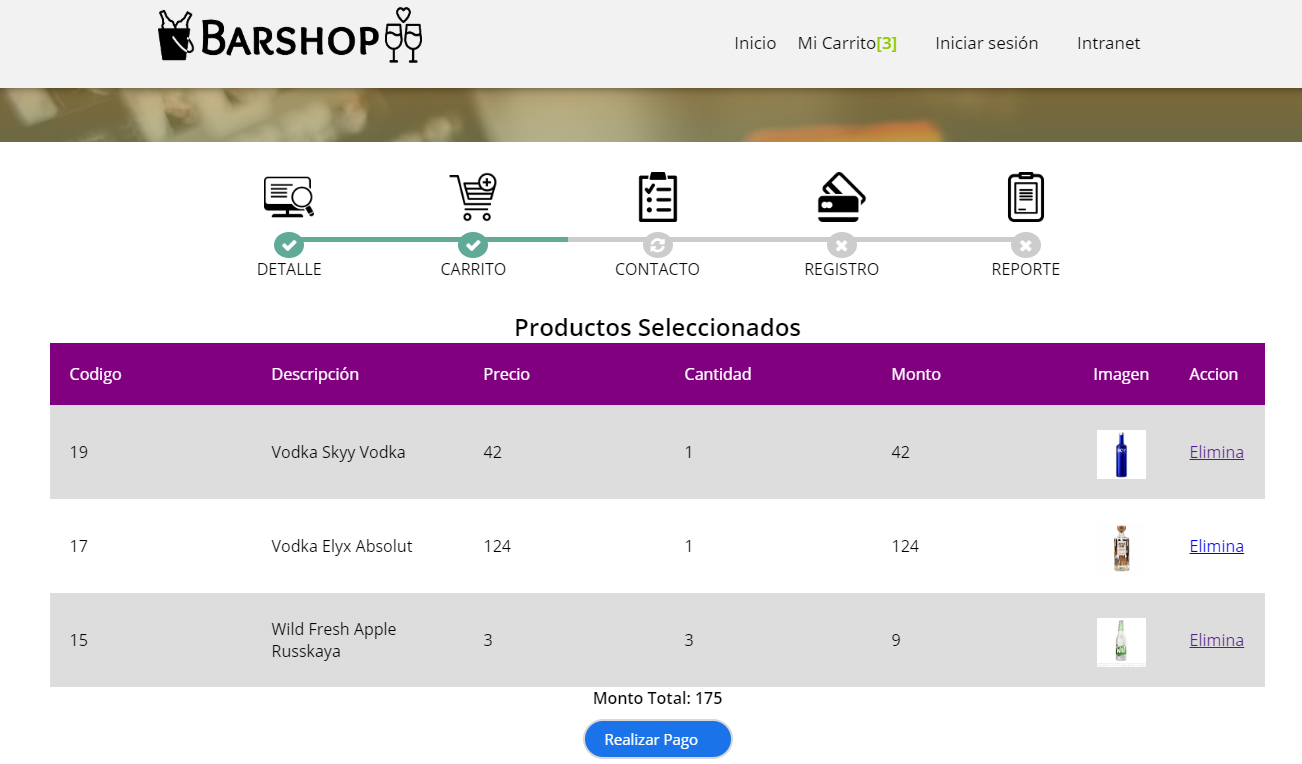 BARSHOP
Inicio Mi Carrito[3] Iniciar sesión Intranet
DETALLE CARRITO CONTACTO REGISTRO REPORTE
Productos Seleccionados
Codigo Descripción Precio Cantidad Monto Imagen Accion
19 Vodka Skyy Vodka 42 1 42 Elimina
17 Vodka Elyx Absolut 124 1 124 Elimina
15 Wild Fresh Apple Russkaya 3 3 9 Elimina
Monto Total: 175
Realizar Pago